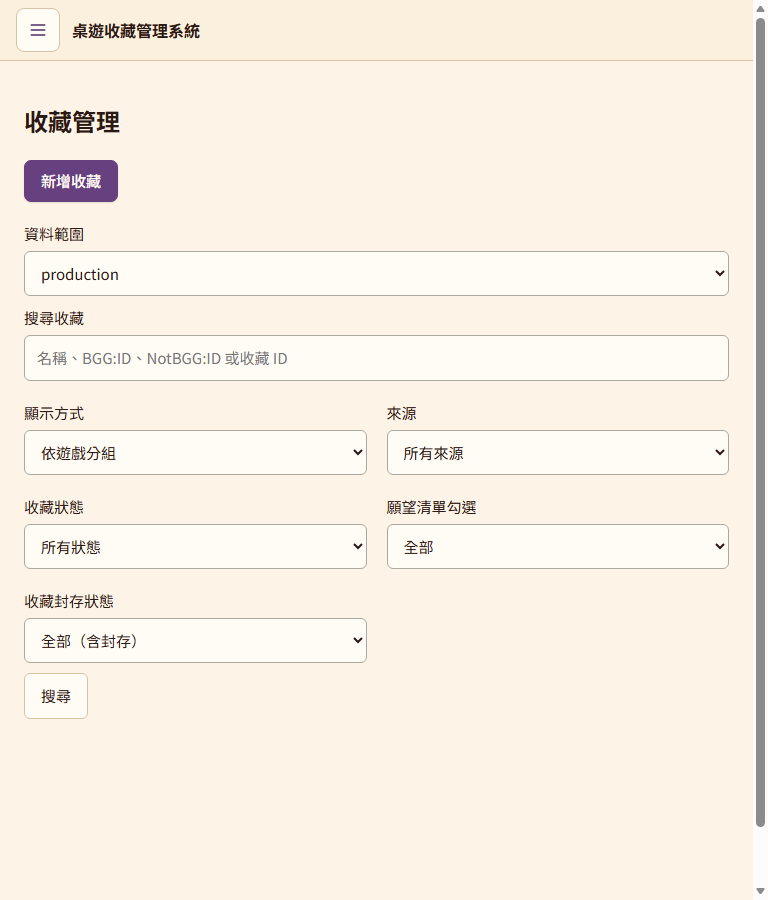 桌遊收藏管理系統
收藏管理
新增收藏
資料範圍
production
搜尋收藏
名稱、BGG:ID、NotBGG:ID 或收藏 ID
顯示方式
來源
依遊戲分組
所有來源
收藏狀態
願望清單勾選
所有狀態
全部
收藏封存狀態
全部（含封存）
搜尋